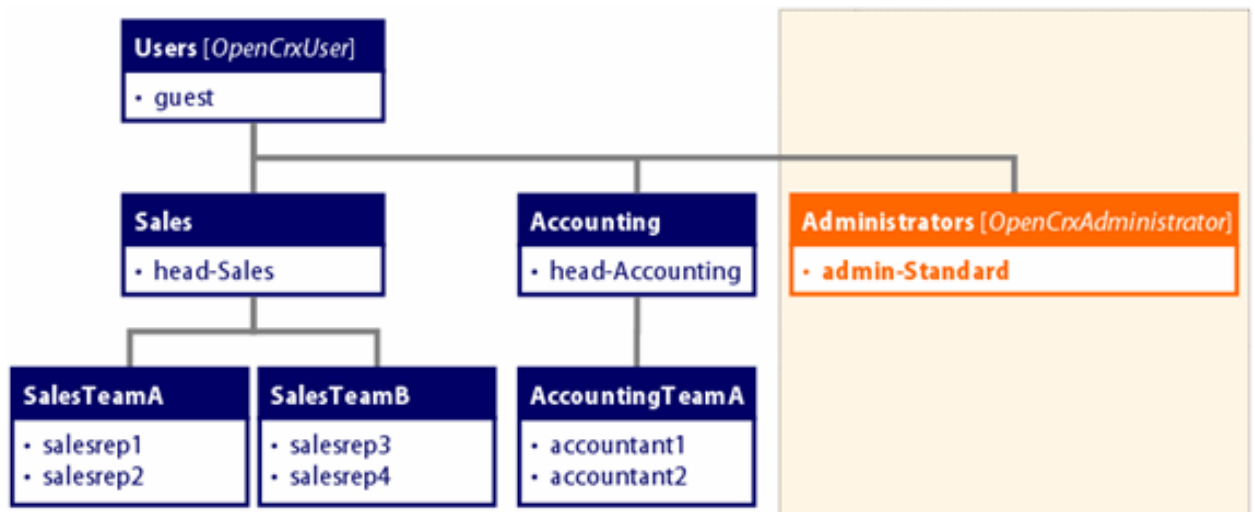 Users [OpenCrxUser]
• guest
Sales
• head-Sales
Accounting
• head-Accounting
Administrators [OpenCrxAdministrator]
• admin-Standard
SalesTeamA
• salesrep1
• salesrep2
SalesTeamB
• salesrep3
• salesrep4
AccountingTeamA
• accountant1
• accountant2